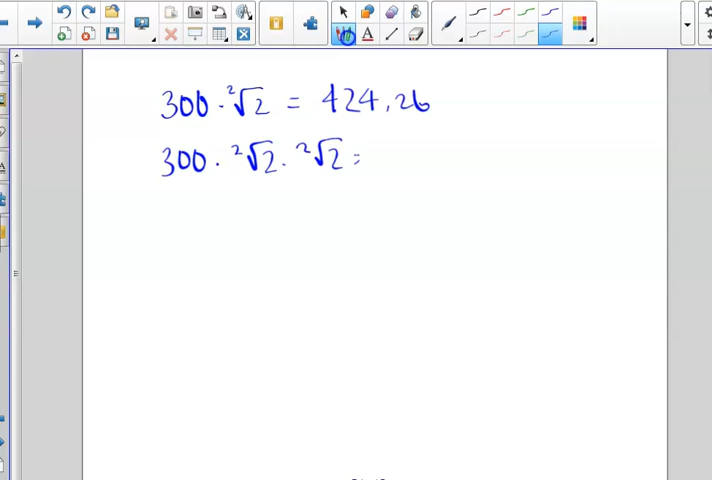 300 · ²√2 = 424,26
300 · ²√2 · ²√2 =